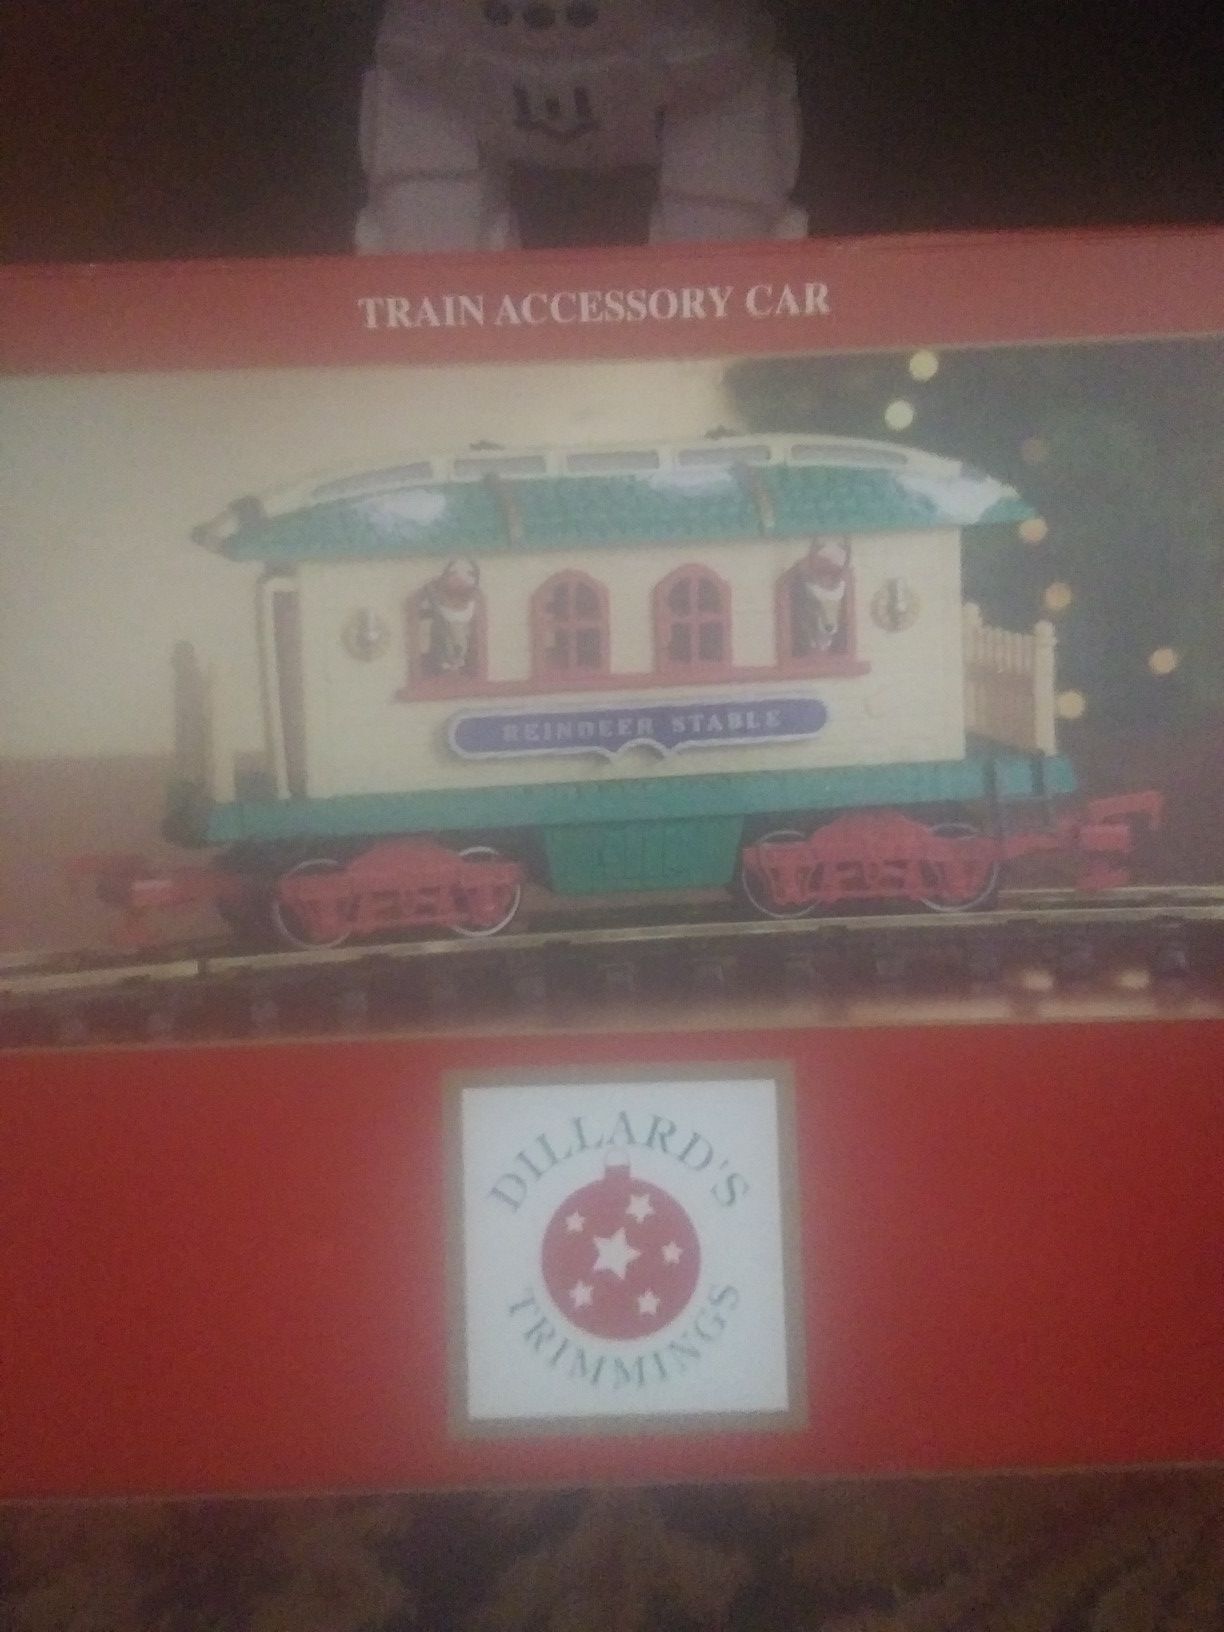 TRAIN ACCESSORY CAR
REINDEER STABLE
DILLARD'S
TRIMMINGS